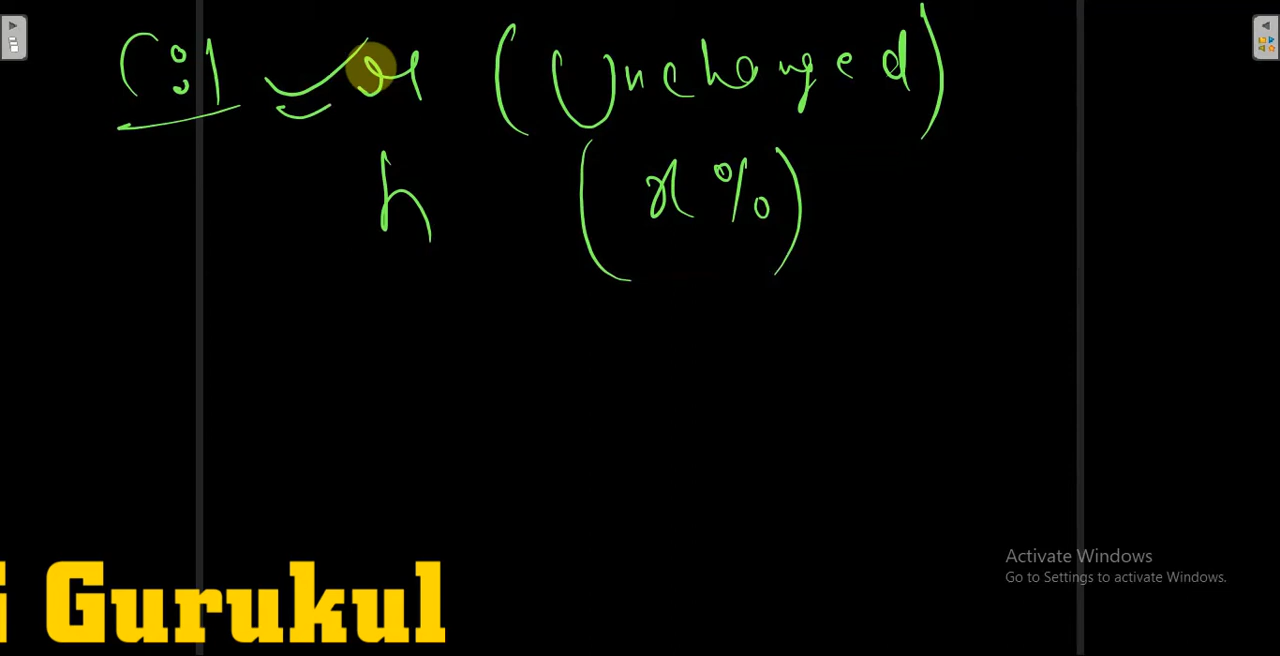 r (Unchanged)
h (x%)
Activate Windows
Go to Settings to activate Windows.
i Gurukul